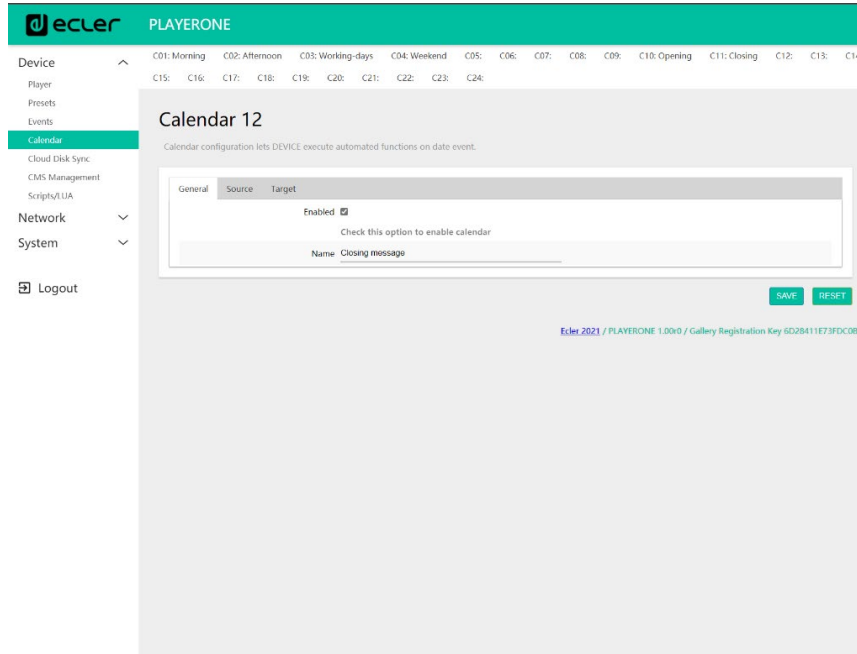 ecler PLAYERONE
Device
Player
Presets
Events
Calendar
Cloud Disk Sync
CMS Management
Scripts/LUA
Network
System
Logout
C01: Morning C02: Afternoon C03: Working-days C04: Weekend C05: C06: C07: C08: C09: C10: Opening C11: Closing C12: C13:
C15: C16: C17: C18: C19: C20: C21: C22: C23: C24:
Calendar 12
Calendar configuration lets DEVICE execute automated functions on date event.
General Source Target
Enabled
Check this option to enable calendar
Name Closing message
SAVE RESET
Ecler 2021 / PLAYERONE 1.00r0 / Gallery Registration Key